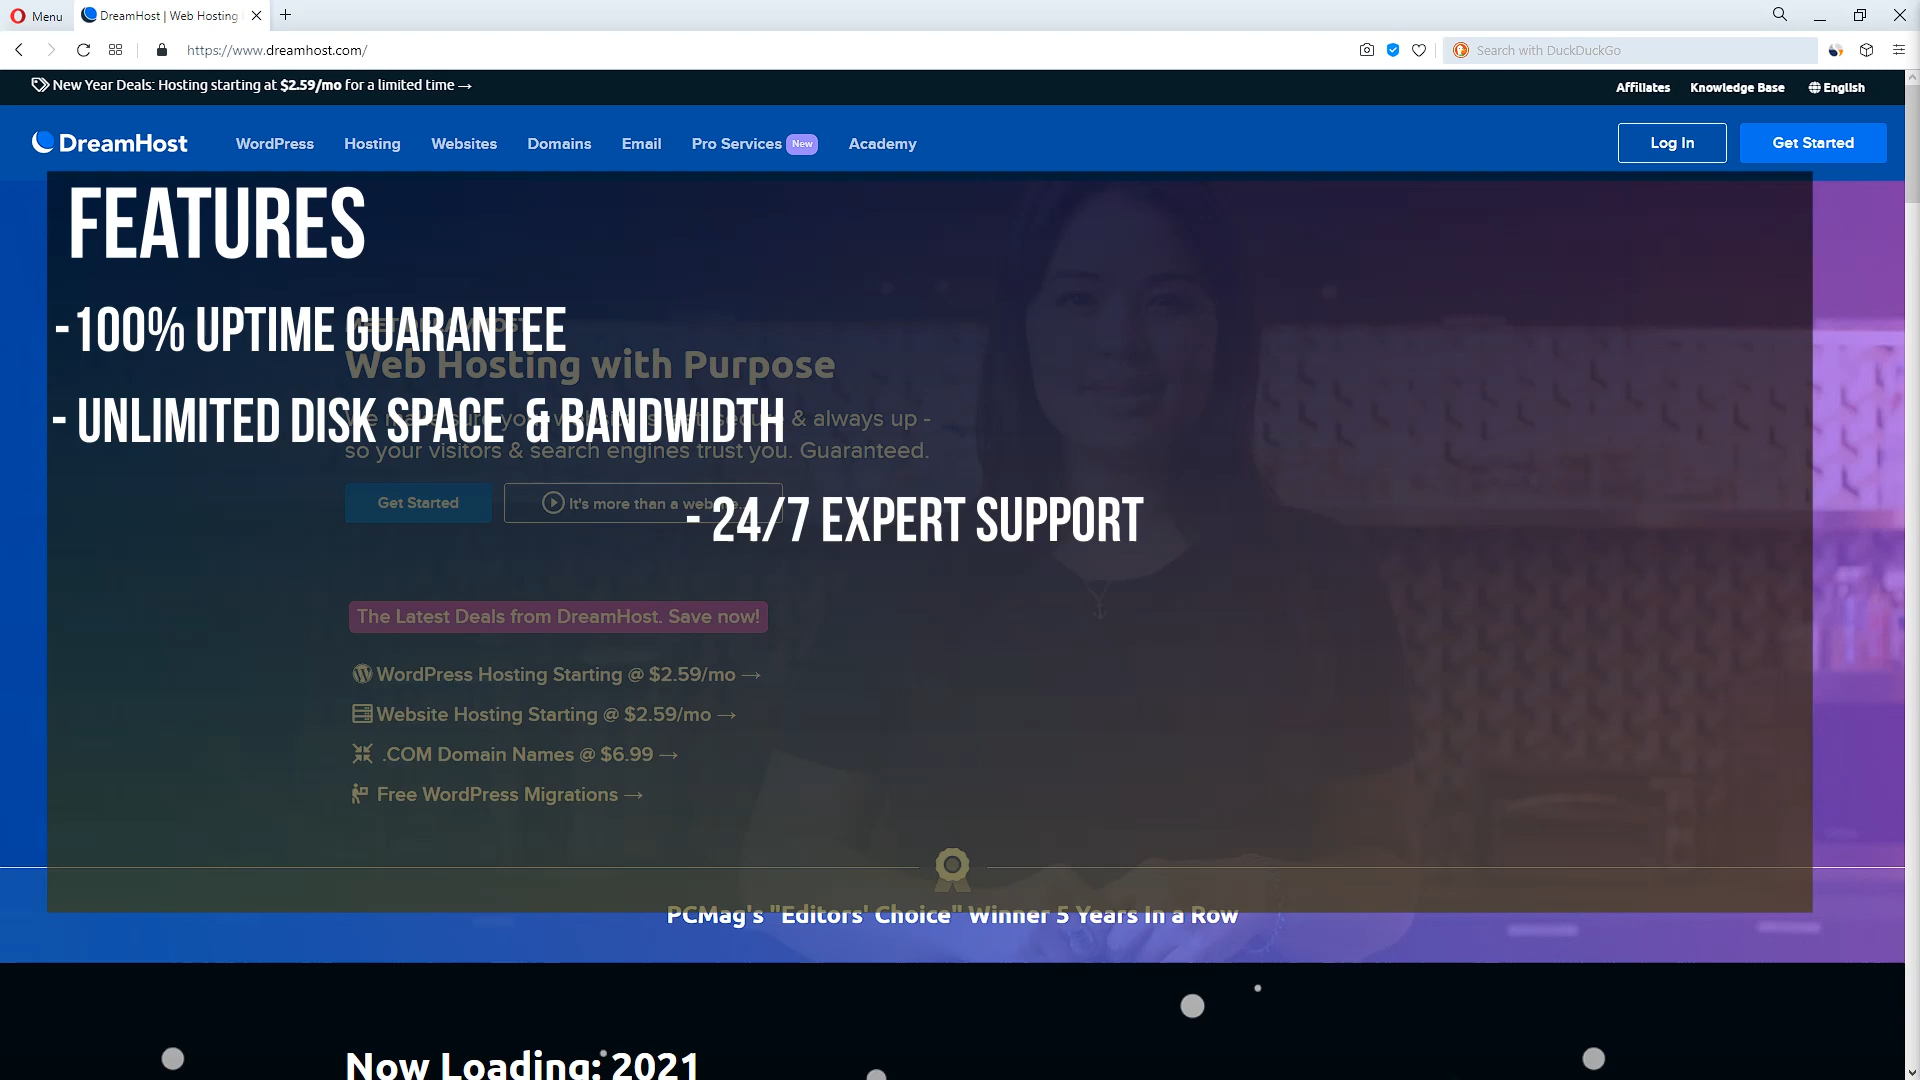 Menu
DreamHost | Web Hosting
https://www.dreamhost.com/
Search with DuckDuckGo
New Year Deals: Hosting starting at $2.59/mo for a limited time →
Affiliates Knowledge Base English
DreamHost WordPress Hosting Websites Domains Email Pro Services New Academy Log In Get Started
FEATURES
-100% UPTIME GUARANTEE
Web Hosting with Purpose
- UNLIMITED DISK SPACE & BANDWIDTH
& always up -
so your visitors & search engines trust you. Guaranteed.
Get Started
It's more than a
- 24/7 EXPERT SUPPORT
The Latest Deals from DreamHost. Save now!
WordPress Hosting Starting @ $2.59/mo →
Website Hosting Starting @ $2.59/mo →
.COM Domain Names @ $6.99 →
Free WordPress Migrations →
PCMag's "Editors' Choice" Winner 5 Years In a Row
Now Loading: 2021